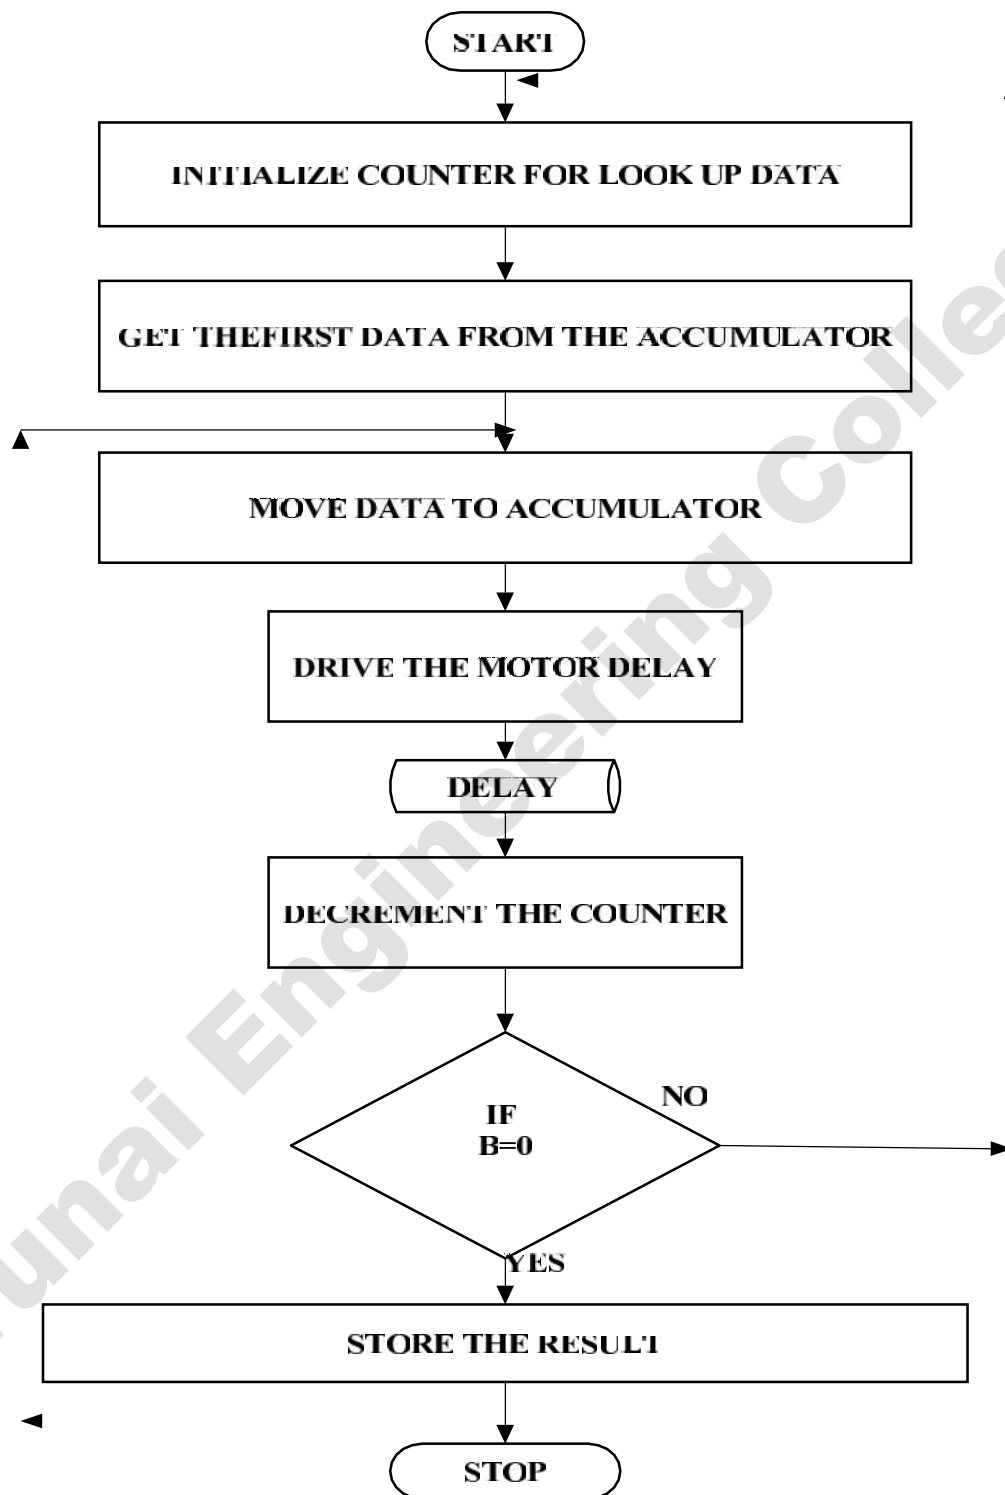 START
INITIALIZE COUNTER FOR LOOK UP DATA
GET THEFIRST DATA FROM THE ACCUMULATOR
MOVE DATA TO ACCUMULATOR
DRIVE THE MOTOR DELAY
DELAY
DECREMENT THE COUNTER
IF
B=0
NO
YES
STORE THE RESULT
STOP
Engineering